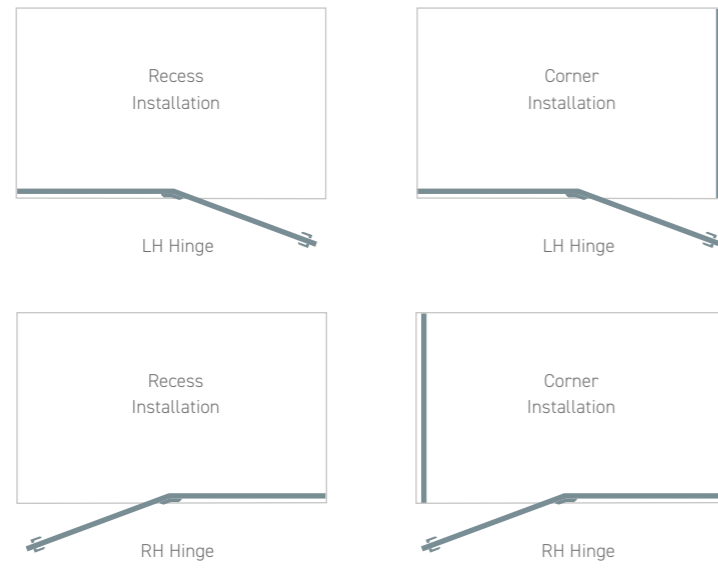 Recess
Installation
LH Hinge
Corner
Installation
LH Hinge
Recess
Installation
RH Hinge
Corner
Installation
RH Hinge